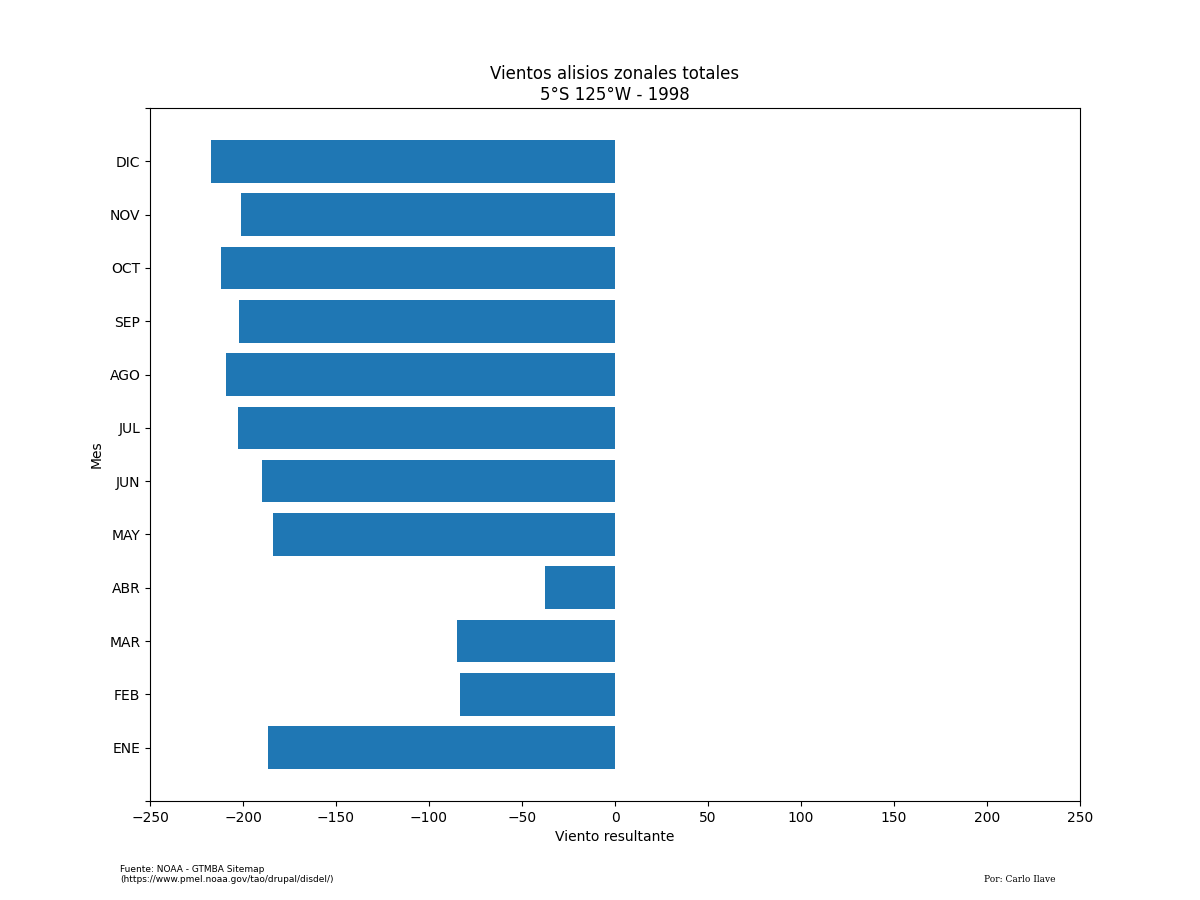 Vientos alisios zonales totales
5°S 125°W - 1998
DIC
NOV
OCT
SEP
AGO
JUL
JUN
MAY
ABR
MAR
FEB
ENE
Mes
−250 −200 −150 −100 −50 0 50 100 150 200 250
Viento resultante
Fuente: NOAA - GTMBA Sitemap
(https://www.pmel.noaa.gov/tao/drupal/disdel/)
Por: Carlo Ilave